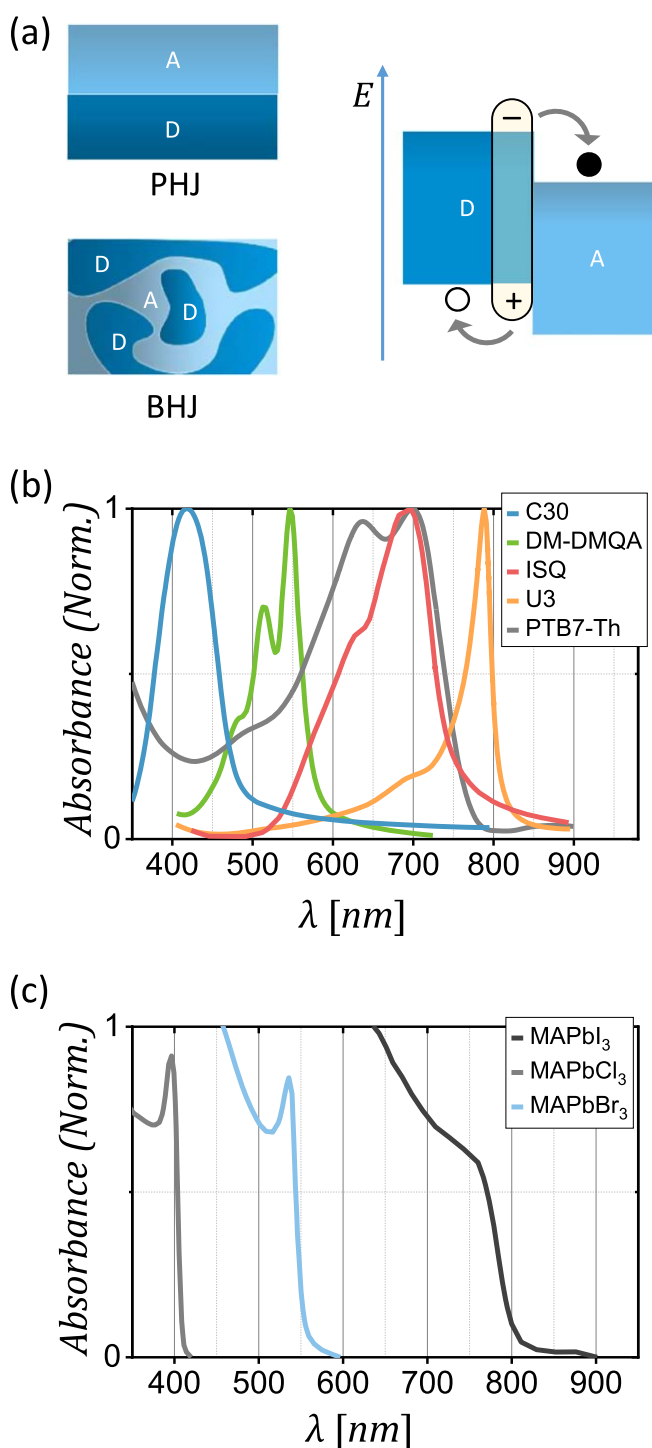 (a)
A
D
PHJ
D
A
D
D
BHJ
E
−
D
A
+
(b)
1
C30
DM-DMQA
ISQ
U3
PTB7-Th
Absorbance (Norm.)
0
400 500 600 700 800 900
λ [nm]
(c)
1
MAPbI₃
MAPbCl₃
MAPbBr₃
Absorbance (Norm.)
0
400 500 600 700 800 900
λ [nm]